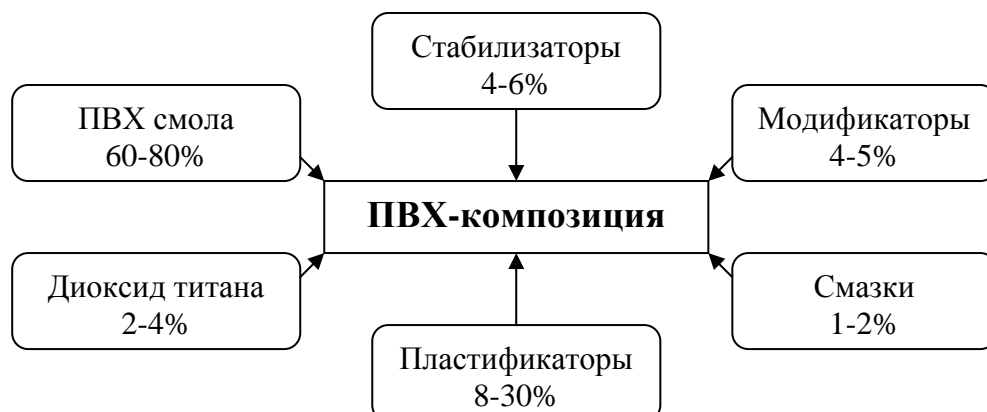 Стабилизаторы
4-6%
ПВХ смола
60-80%
Модификаторы
4-5%
ПВХ-композиция
Диоксид титана
2-4%
Смазки
1-2%
Пластификаторы
8-30%